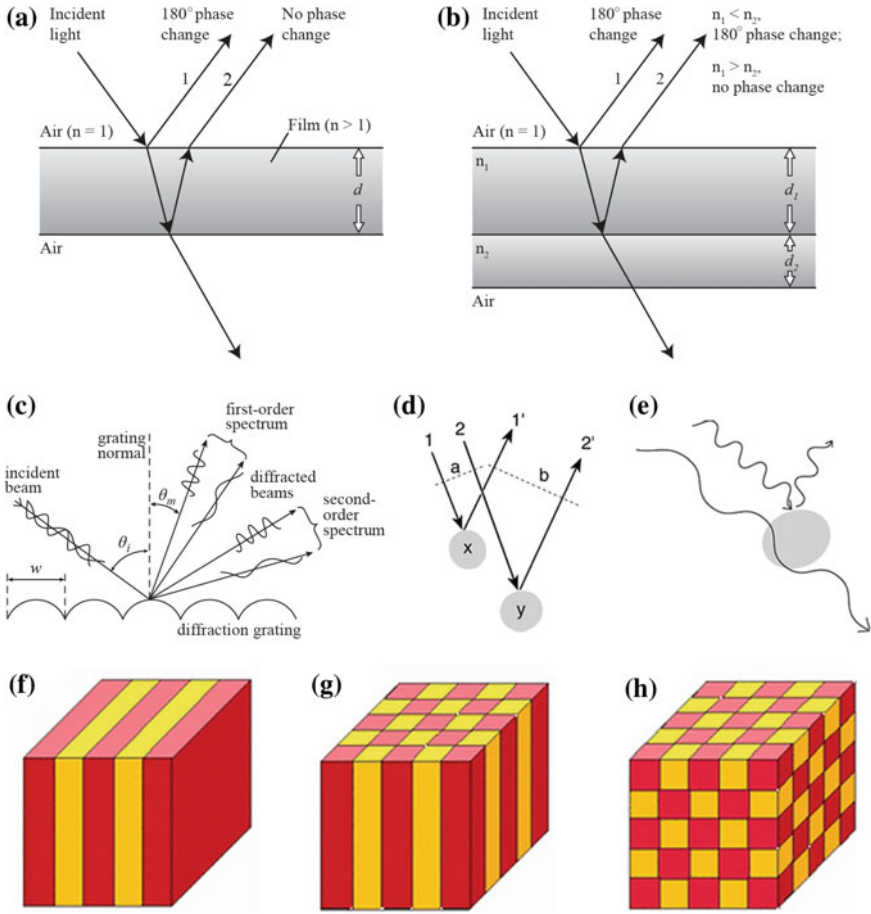 (a)
Incident
light
180° phase
change
No phase
change
1
2
Air (n = 1)
Film (n > 1)
d
Air
(b)
Incident
light
180° phase
change
n₁ < n₂,
180° phase change;
n₁ > n₂,
no phase change
1
2
Air (n = 1)
n₁
d₁
n₂
d₂
Air
(c)
grating
normal
first-order
spectrum
incident
beam
diffracted
beams
second-
order
spectrum
θₘ
θᵢ
w
diffraction grating
(d)
1
2
1'
2'
a
b
x
y
(e)
(f)
(g)
(h)